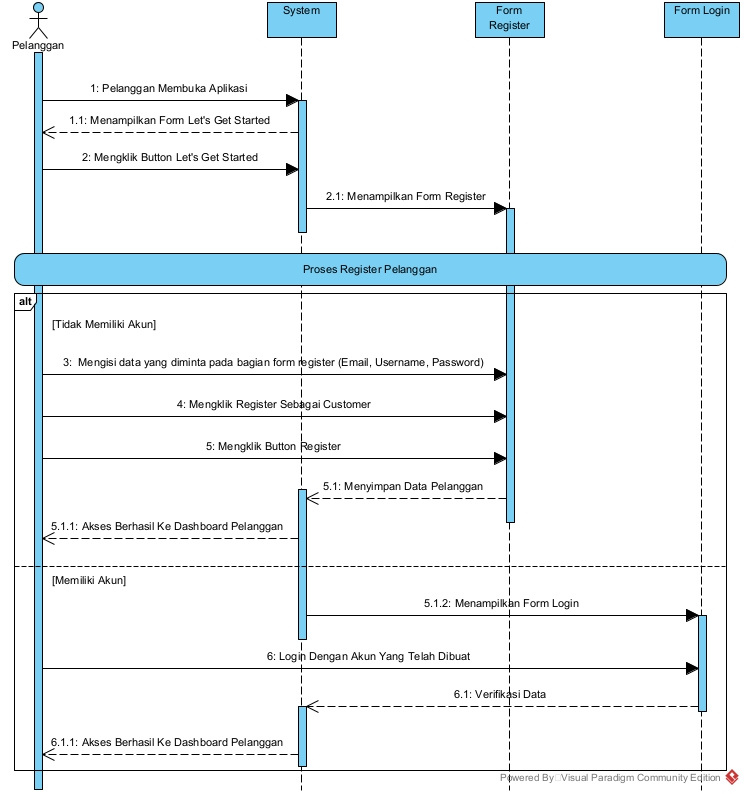 System
Form
Register
Form Login
Pelanggan
1: Pelanggan Membuka Aplikasi
1.1: Menampilkan Form Let's Get Started
2: Mengklik Button Let's Get Started
2.1: Menampilkan Form Register
Proses Register Pelanggan
alt
[Tidak Memiliki Akun]
3: Mengisi data yang diminta pada bagian form register (Email, Username, Password)
4: Mengklik Register Sebagai Customer
5: Mengklik Button Register
5.1: Menyimpan Data Pelanggan
5.1.1: Akses Berhasil Ke Dashboard Pelanggan
[Memiliki Akun]
5.1.2: Menampilkan Form Login
6: Login Dengan Akun Yang Telah Dibuat
6.1: Verifikasi Data
6.1.1: Akses Berhasil Ke Dashboard Pelanggan
Powered By Visual Paradigm Community Edition